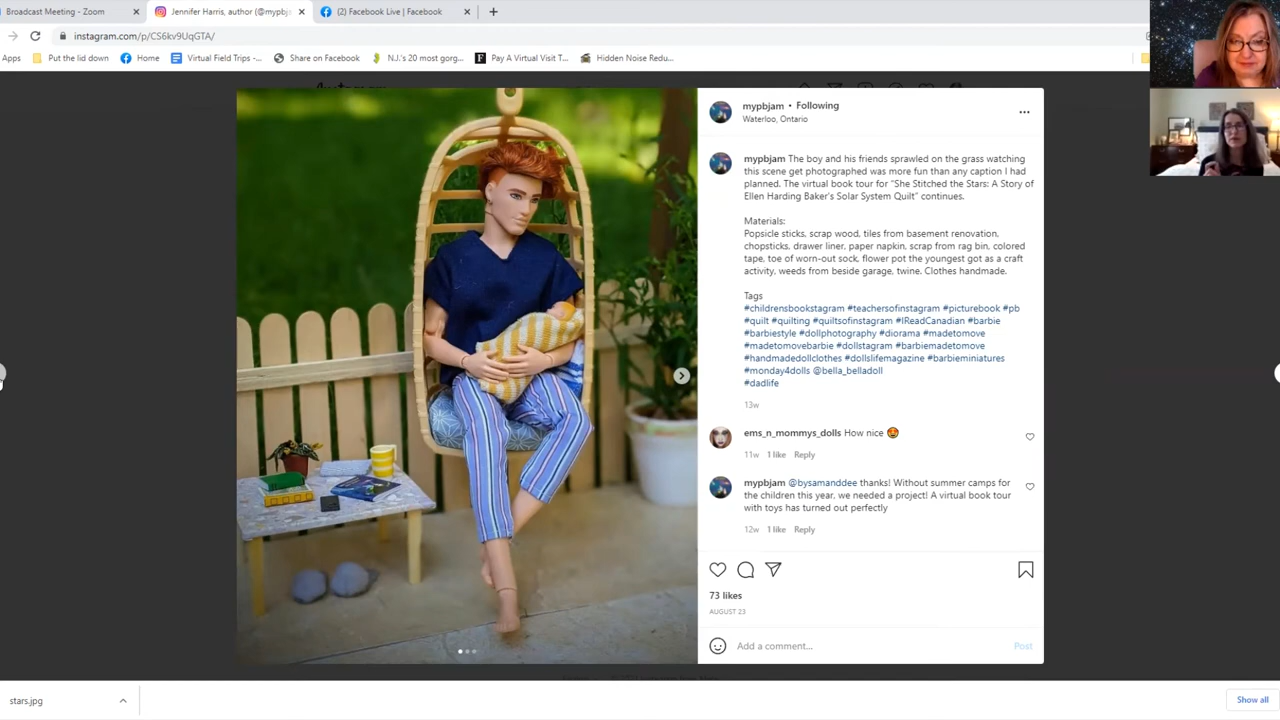 Broadcast Meeting - Zoom
Jennifer Harris, author (@mypbj
(2) Facebook Live | Facebook
instagram.com/p/CS6kv9UqGTA/
Apps
Put the lid down
Home
Virtual Field Trips -...
Share on Facebook
N.J.'s 20 most gorg...
Pay A Virtual Visit T...
Hidden Noise Redu...
mypbjam • Following
Waterloo, Ontario
mypbjam The boy and his friends sprawled on the grass watching
this scene get photographed was more fun than any caption I had
planned. The virtual book tour for "She Stitched the Stars: A Story of
Ellen Harding Baker's Solar System Quilt" continues.
Materials:
Popsicle sticks, scrap wood, tiles from basement renovation,
chopsticks, drawer liner, paper napkin, scrap from rag bin, colored
tape, toe of worn-out sock, flower pot the youngest got as a craft
activity, weeds from beside garage, twine. Clothes handmade.
Tags
#childrensbookstagram #teachersofinstagram #picturebook #pb
#quilt #quilting #quiltsofinstagram #IReadCanadian #barbie
#barbiestyle #dollphotography #diorama #madetomove
#madetomovebarbie #dollstagram #barbiemadetomove
#handmadedollclothes #dollslifemagazine #barbieminiatures
#monday4dolls @bella_belladoll
#dadlife
13w
ems_n_mommys_dolls How nice
11w 1 like Reply
mypbjam @bysamanddee thanks! Without summer camps for
the children this year, we needed a project! A virtual book tour
with toys has turned out perfectly
12w 1 like Reply
73 likes
AUGUST 23
Add a comment...
Post
stars.jpg
Show all